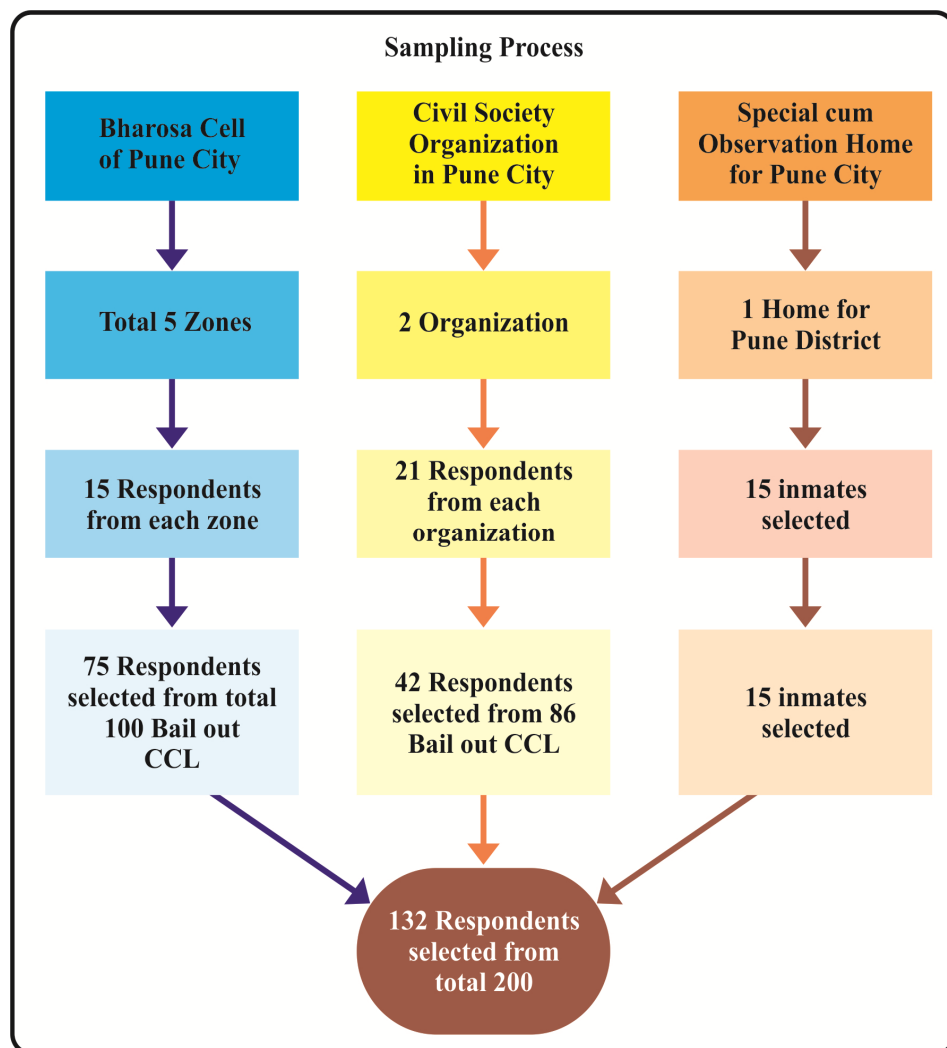 Sampling Process
Bharosa Cell
of Pune City
Civil Society
Organization
in Pune City
Special cum
Observation Home
for Pune City
Total 5 Zones
2 Organization
1 Home for
Pune District
15 Respondents
from each zone
21 Respondents
from each
organization
15 inmates
selected
75 Respondents
selected from total
100 Bail out
CCL
42 Respondents
selected from 86
Bail out CCL
15 inmates
selected
132 Respondents
selected from
total 200